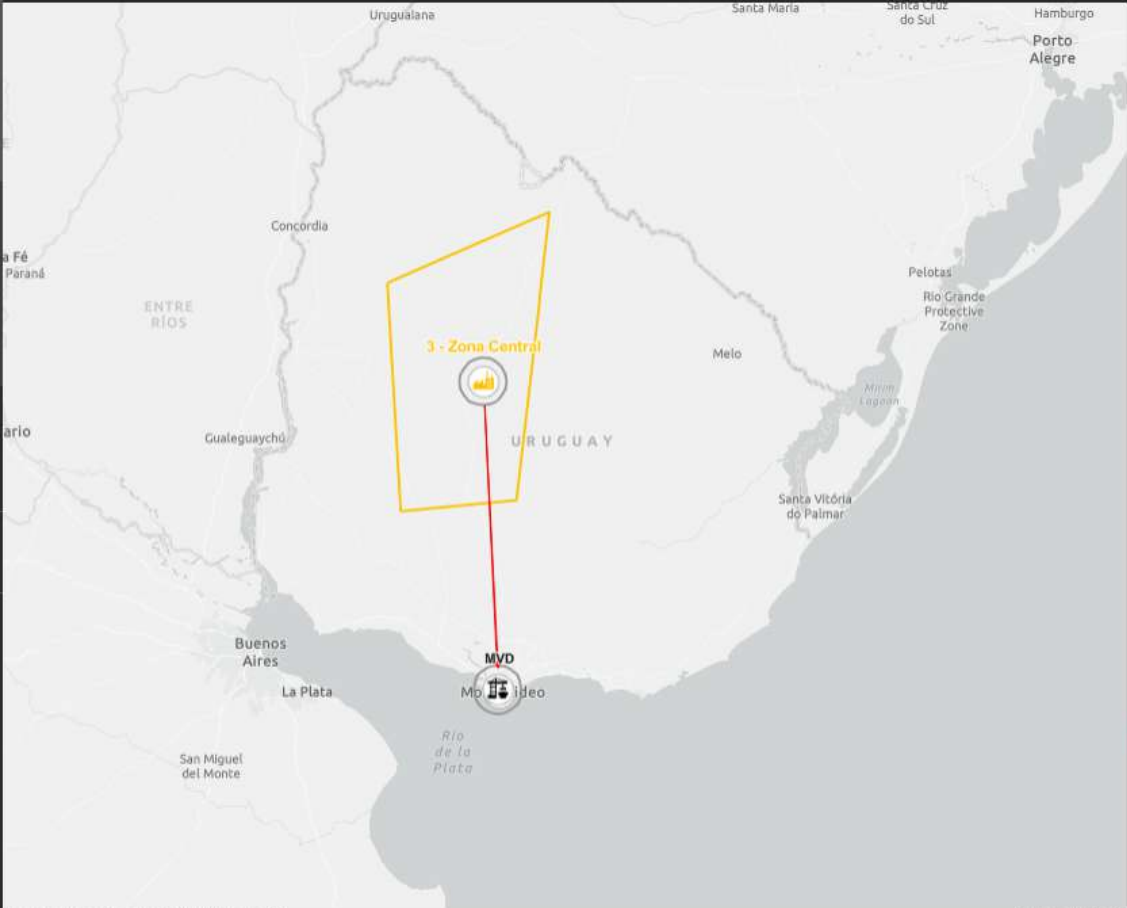 Uruguaiana
Santa Maria
Santa Cruz
do Sul
Hamburgo
Porto
Alegre
Concordia
a Fé
Paraná
ENTRE
RÍOS
Pelotas
Rio Grande
Protective
Zone
3 - Zona Central
Melo
Mirim
Lagoon
ario
Gualeguaychú
URUGUAY
Santa Vitória
do Palmar
Buenos
Aires
MVD
La Plata
Mo ideo
Río
de la
Plata
San Miguel
del Monte